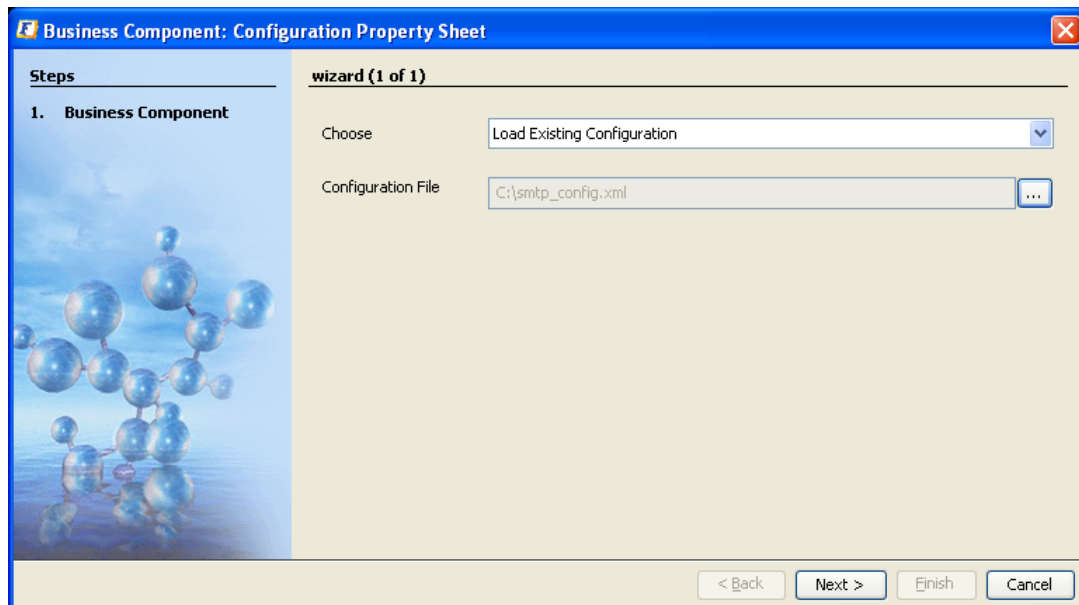 Business Component: Configuration Property Sheet
Steps
1. Business Component
wizard (1 of 1)
Choose
Load Existing Configuration
Configuration File
C:\smtp_config.xml
...
< Back
Next >
Finish
Cancel